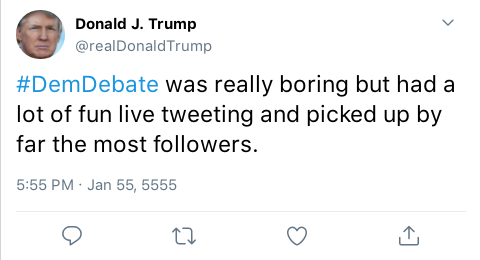 Donald J. Trump
@realDonaldTrump
#DemDebate was really boring but had a
lot of fun live tweeting and picked up by
far the most followers.
5:55 PM · Jan 55, 5555